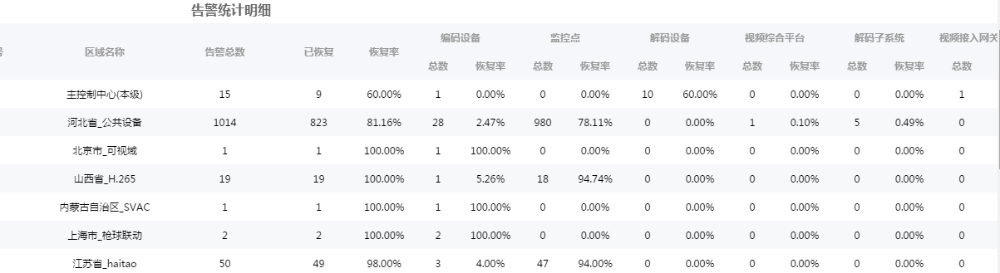 告警统计明细
区域名称 告警总数 已恢复 恢复率 编码设备 监控点 解码设备 视频综合平台 解码子系统 视频接入网关
总数 恢复率 总数 恢复率 总数 恢复率 总数 恢复率 总数 恢复率 总数
主控制中心(本级) 15 9 60.00% 1 0.00% 0 0.00% 10 60.00% 0 0.00% 0 0.00% 1
河北省_公共设备 1014 823 81.16% 28 2.47% 980 78.11% 0 0.00% 1 0.10% 5 0.49% 0
北京市_可视域 1 1 100.00% 1 100.00% 0 0.00% 0 0.00% 0 0.00% 0 0.00% 0
山西省_H.265 19 19 100.00% 1 5.26% 18 94.74% 0 0.00% 0 0.00% 0 0.00% 0
内蒙古自治区_SVAC 1 1 100.00% 1 100.00% 0 0.00% 0 0.00% 0 0.00% 0 0.00% 0
上海市_枪球联动 2 2 100.00% 2 100.00% 0 0.00% 0 0.00% 0 0.00% 0 0.00% 0
江苏省_haitao 50 49 98.00% 3 4.00% 47 94.00% 0 0.00% 0 0.00% 0 0.00% 0